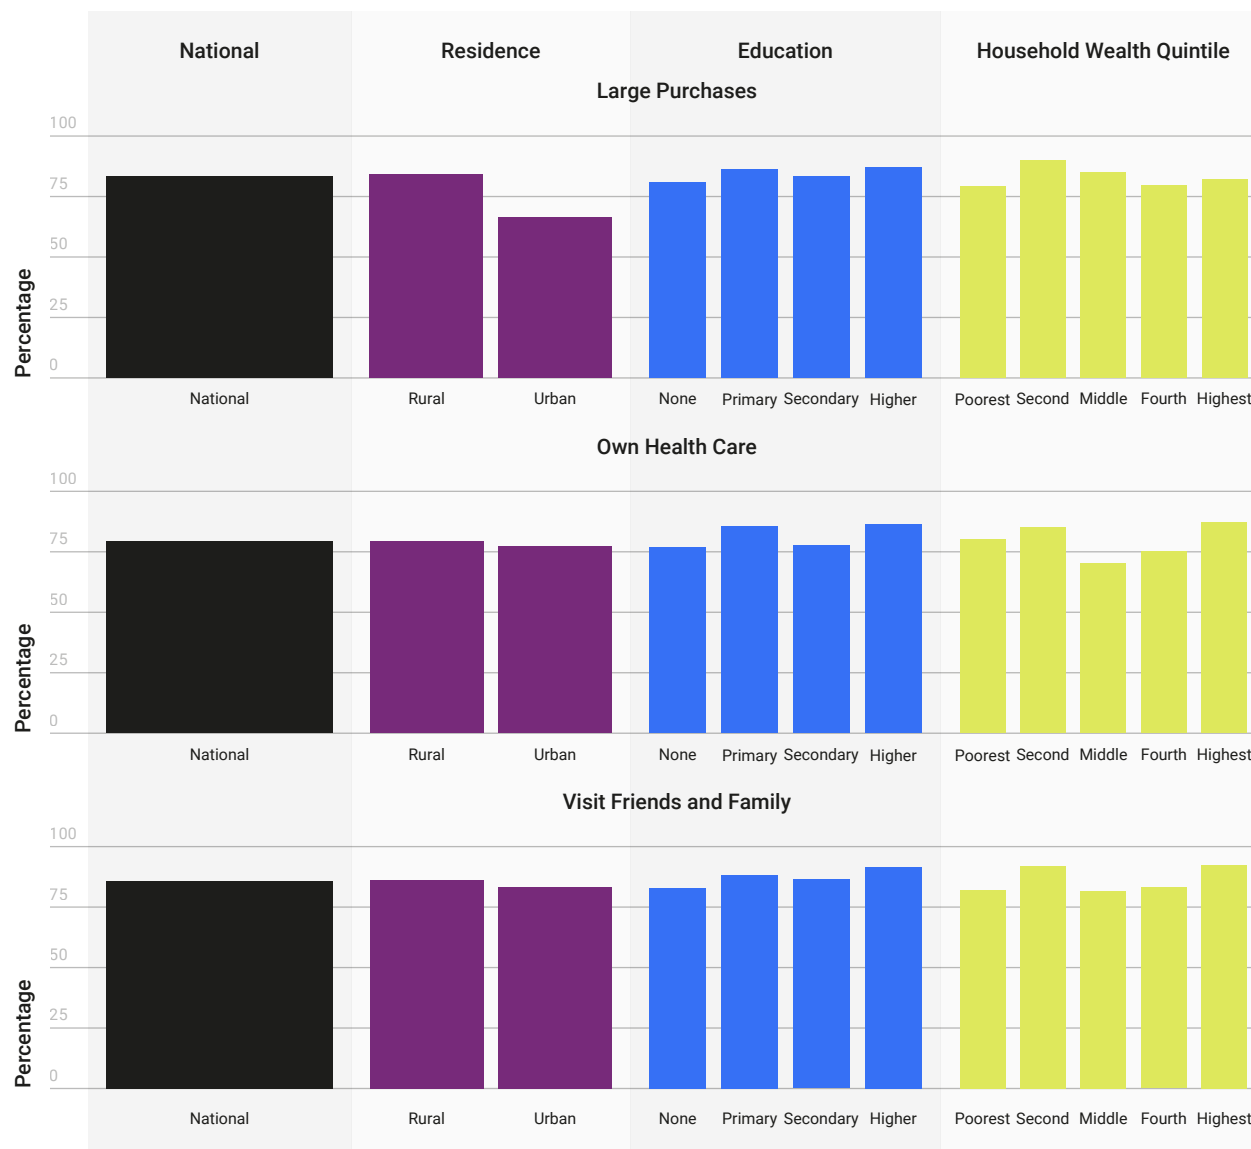 National Residence Education Household Wealth Quintile
Large Purchases
100
75
50
25
0
Percentage
National Rural Urban None Primary Secondary Higher Poorest Second Middle Fourth Highest
Own Health Care
100
75
50
25
0
Percentage
National Rural Urban None Primary Secondary Higher Poorest Second Middle Fourth Highest
Visit Friends and Family
100
75
50
25
0
Percentage
National Rural Urban None Primary Secondary Higher Poorest Second Middle Fourth Highest